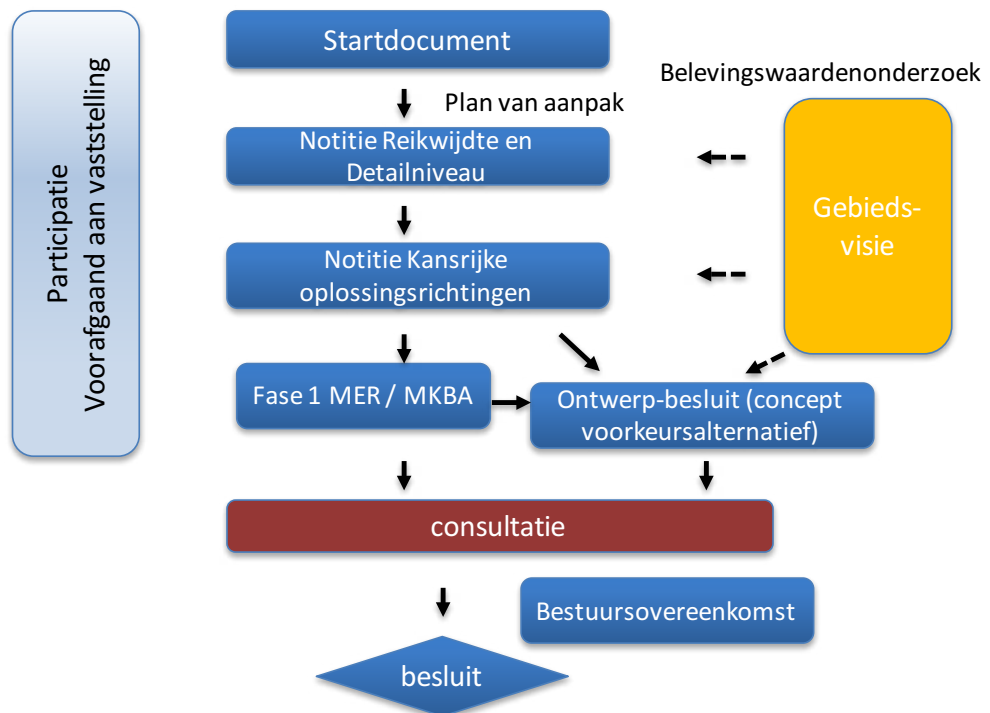 Participatie
Voorafgaand aan vaststelling
Startdocument
Plan van aanpak
Belevingswaardenonderzoek
Notitie Reikwijdte en
Detailniveau
Gebieds-
visie
Notitie Kansrijke
oplossingsrichtingen
Fase 1 MER / MKBA
Ontwerp-besluit (concept
voorkeursalternatief)
consultatie
Bestuursovereenkomst
besluit